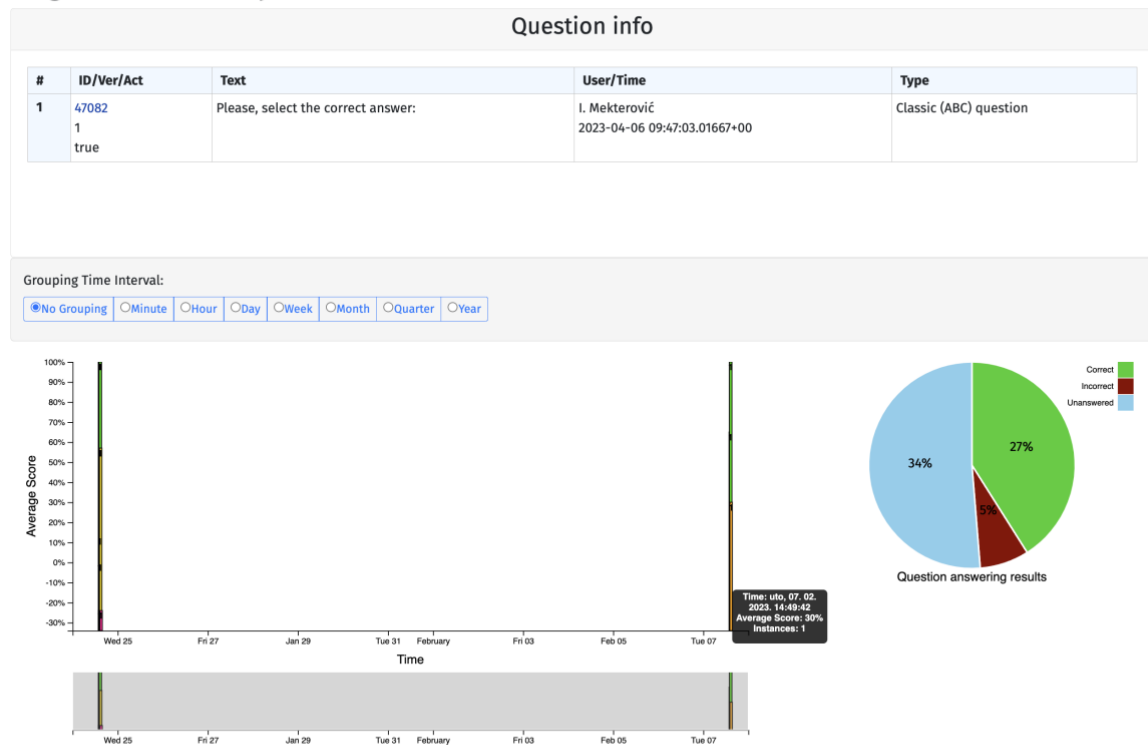 Question info
# ID/Ver/Act Text User/Time Type
1 47082 Please, select the correct answer: I. Mekterović Classic (ABC) question
1 2023-04-06 09:47:03.01667+00
true
Grouping Time Interval:
No Grouping Minute Hour Day Week Month Quarter Year
100%
90%
80%
70%
60%
50%
40%
30%
20%
10%
0%
-10%
-20%
-30%
Average Score
Wed 25 Fri 27 Jan 29 Tue 31 February Fri 03 Feb 05 Tue 07
Time
Time: uto, 07. 02.
2023. 14:49:42
Average Score: 30%
Instances: 1
Wed 25 Fri 27 Jan 29 Tue 31 February Fri 03 Feb 05 Tue 07
Correct
Incorrect
Unanswered
27%
34%
5%
Question answering results